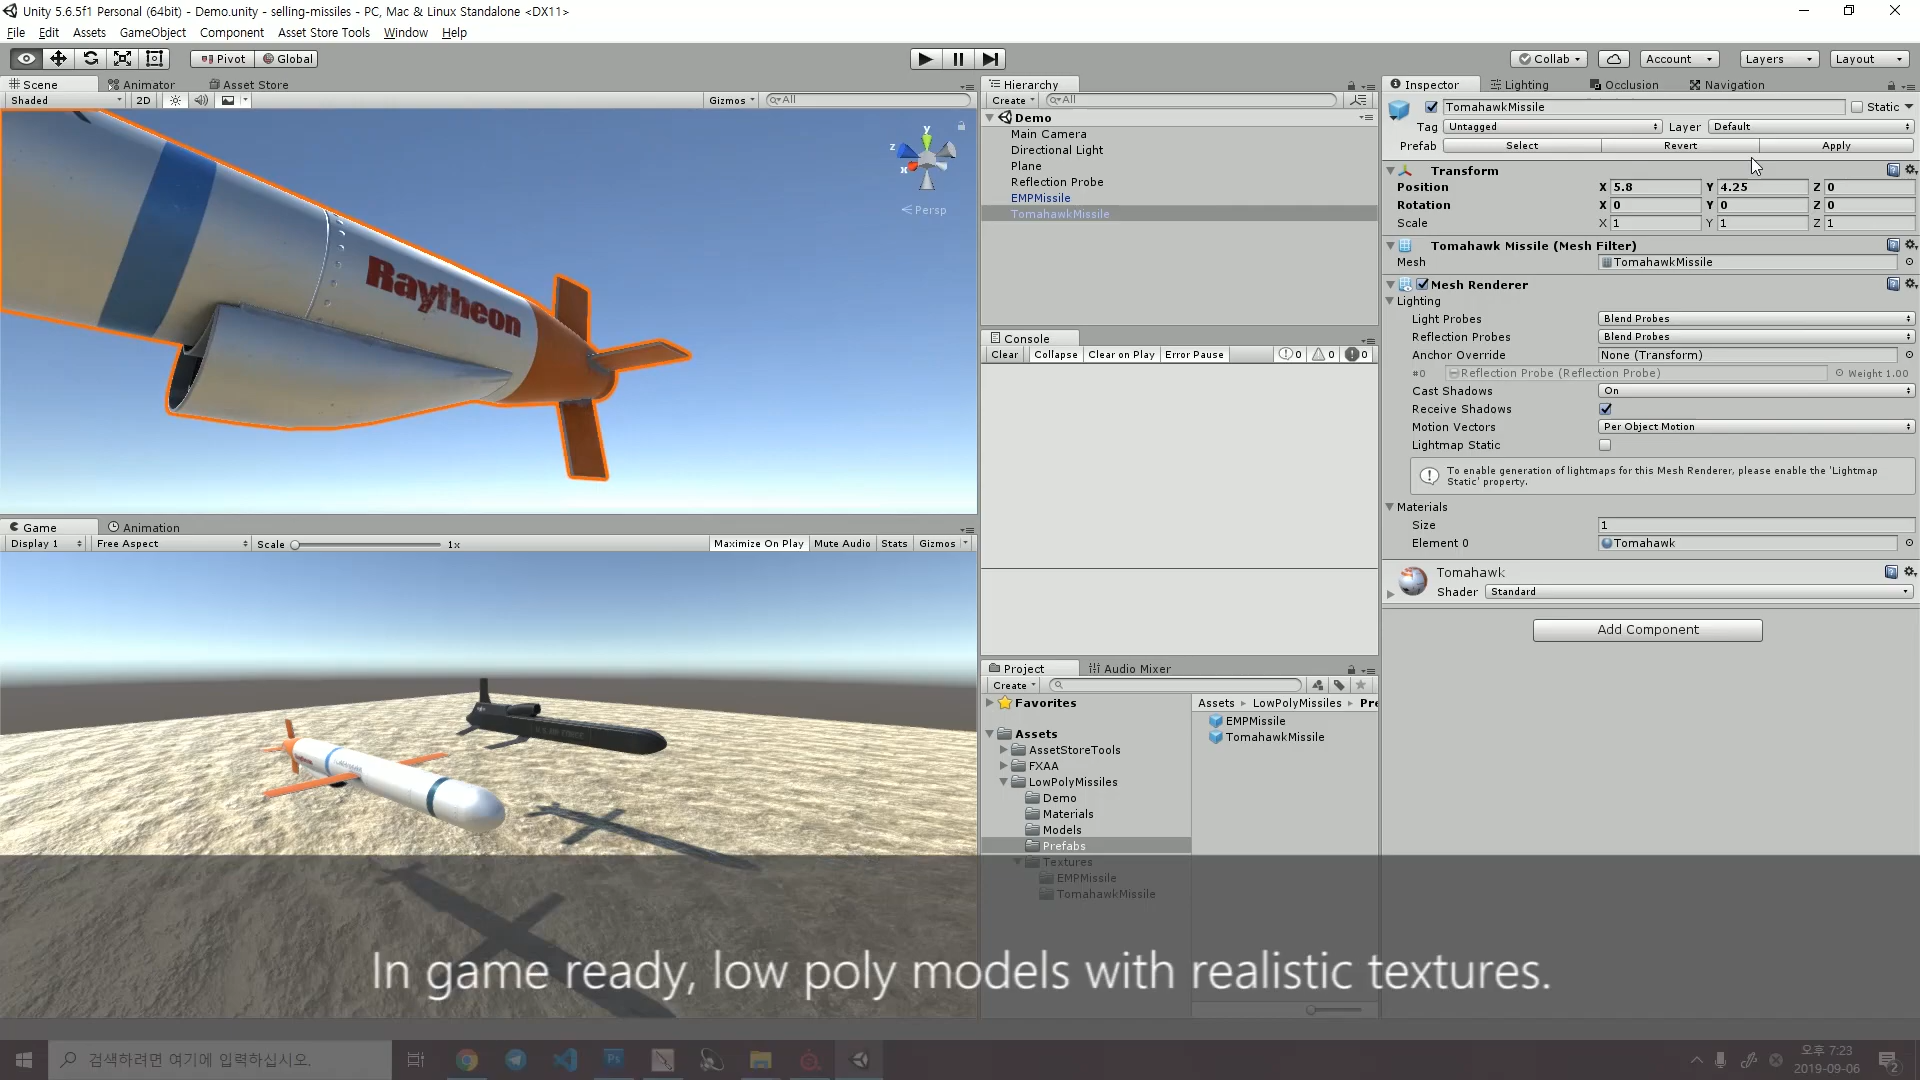 Unity 5.6.5f1 Personal (64bit) - Demo.unity - selling-missiles - PC, Mac & Linux Standalone <DX11>
File Edit Assets GameObject Component Asset Store Tools Window Help
Pivot Global
Collab Account Layers Layout
Scene Animator Asset Store
Shaded 2D Gizmos All
y
z
x
Persp
Raytheon
Game Animation
Display 1 Free Aspect Scale 1x Maximize On Play Mute Audio Stats Gizmos
Raytheon
Hierarchy
Create All
Demo
Main Camera
Directional Light
Plane
Reflection Probe
EMPMissile
TomahawkMissile
Console
Clear Collapse Clear on Play Error Pause 0 0 0
Project Audio Mixer
Create
Favorites
Assets
AssetStoreTools
FXAA
LowPolyMissiles
Demo
Materials
Models
Prefabs
Textures
EMPMissile
TomahawkMissile
Assets LowPolyMissiles Pre
EMPMissile
TomahawkMissile
Inspector Lighting Occlusion Navigation
TomahawkMissile Static
Tag Untagged Layer Default
Prefab Select Revert Apply
Transform
Position X 5.8 Y 4.25 Z 0
Rotation X 0 Y 0 Z 0
Scale X 1 Y 1 Z 1
Tomahawk Missile (Mesh Filter)
Mesh TomahawkMissile
Mesh Renderer
Lighting
Light Probes Blend Probes
Reflection Probes Blend Probes
Anchor Override None (Transform)
#0 Reflection Probe (Reflection Probe) Weight 1.00
Cast Shadows On
Receive Shadows
Motion Vectors Per Object Motion
Lightmap Static
To enable generation of lightmaps for this Mesh Renderer, please enable the 'Lightmap
Static' property.
Materials
Size 1
Element 0 Tomahawk
Tomahawk
Shader Standard
Add Component
In game ready, low poly models with realistic textures.
검색하려면 여기에 입력하십시오.
Ps
오후 7:23
2019-09-06
2